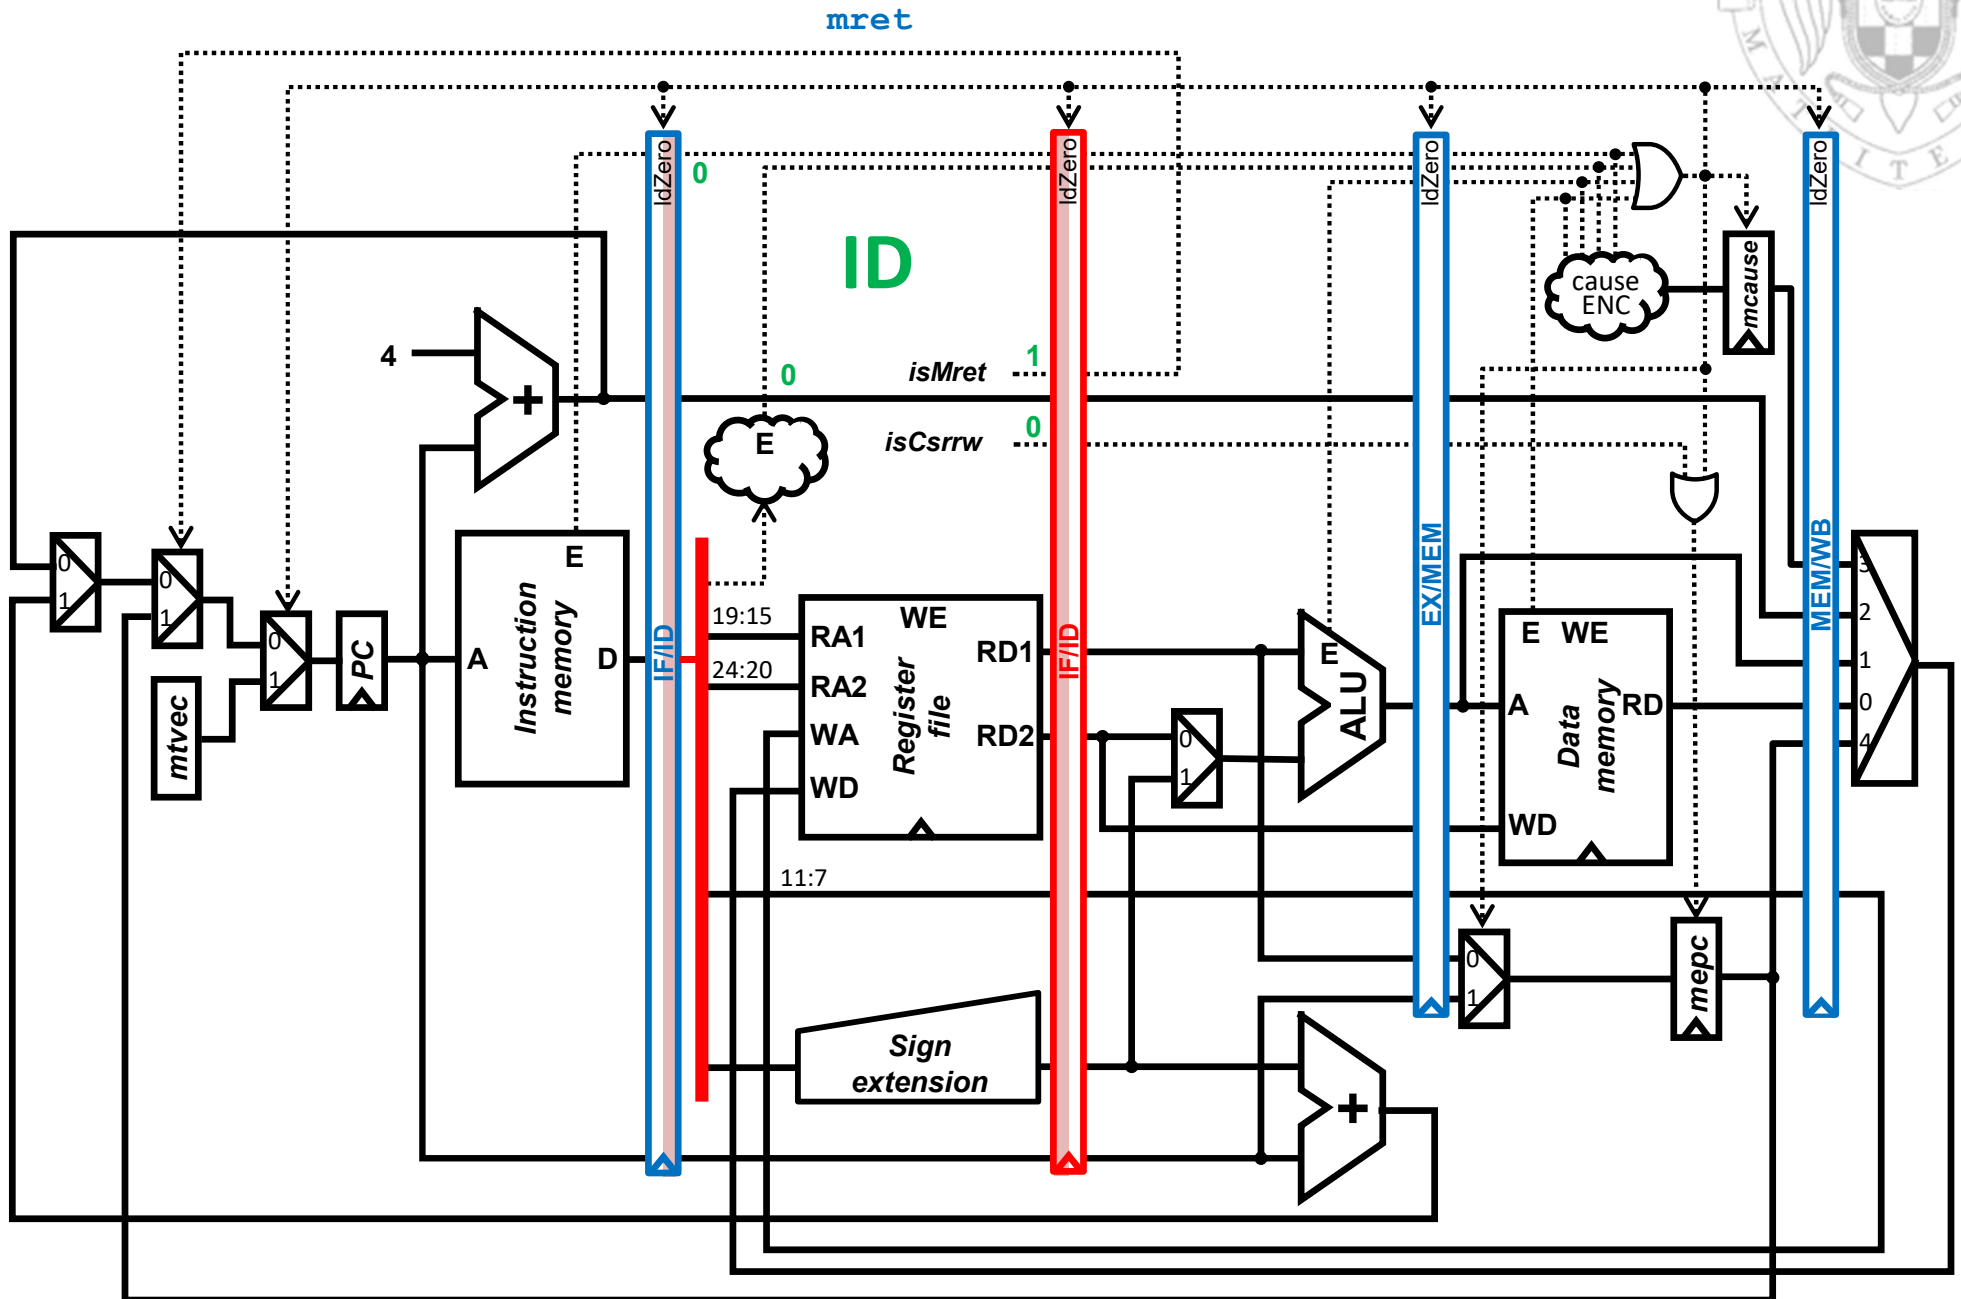 mret
M A T R I T E
ldZero
ldZero
ldZero
ldZero
0
ID
cause
ENC
mcause
4
+
isMret
1
0
isCsrrw
0
E
0
1
0
1
0
1
mtvec
PC
A
E
Instruction
memory
D
IF/ID
19:15
24:20
11:7
RA1
RA2
WA
WD
WE
Register
file
RD1
RD2
IF/ID
0
1
E
ALU
EX/MEM
A
E
WE
Data
memory
RD
WD
MEM/WB
3
2
1
0
4
0
1
mepc
Sign
extension
+